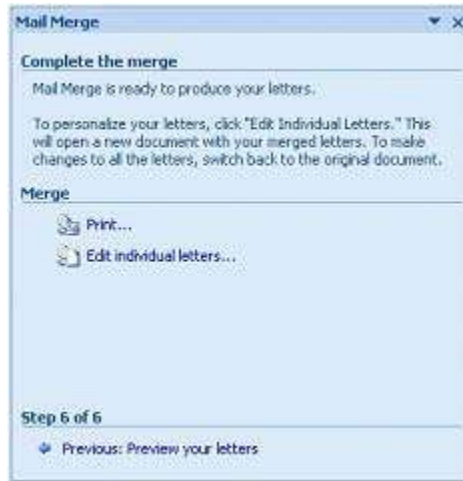 Mail Merge
Complete the merge
Mail Merge is ready to produce your letters.
To personalize your letters, click "Edit Individual Letters." This
will open a new document with your merged letters. To make
changes to all the letters, switch back to the original document.
Merge
Print...
Edit individual letters...
Step 6 of 6
Previous: Preview your letters